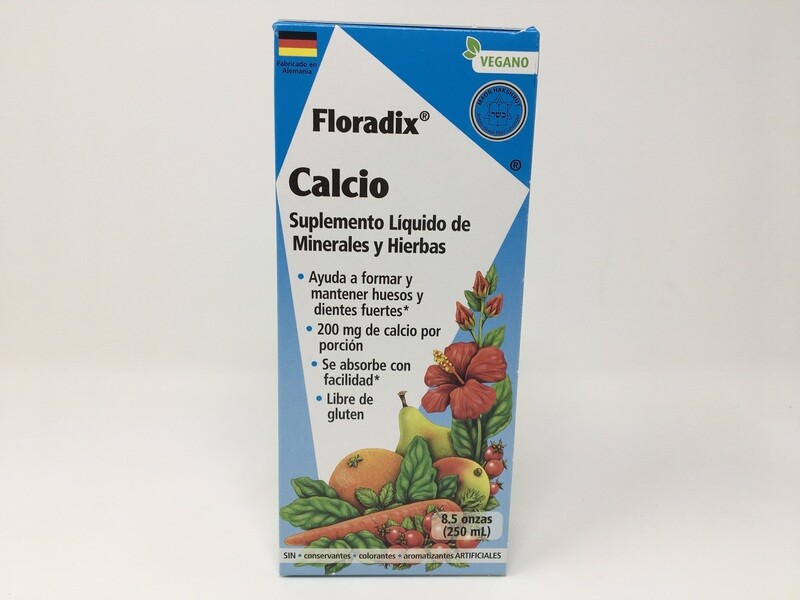 Fabricado en
Alemania
VEGANO
Floradix®
®
Calcio
Suplemento Líquido de
Minerales y Hierbas
• Ayuda a formar y
mantener huesos y
dientes fuertes*
• 200 mg de calcio por
porción
• Se absorbe con
facilidad*
• Libre de
gluten
8.5 onzas
(250 mL)
SIN • conservantes • colorantes • aromatizantes ARTIFICIALES